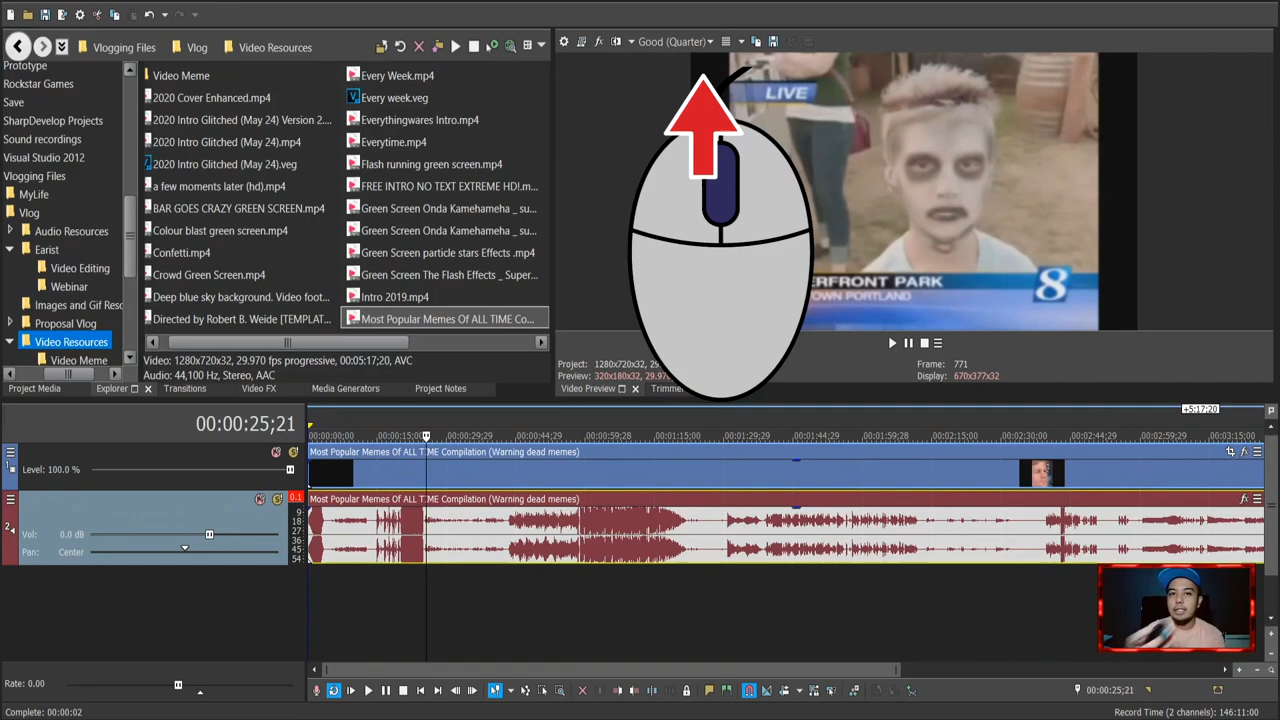 Vlogging Files
Vlog
Video Resources
Good (Quarter)
Prototype
Rockstar Games
Save
SharpDevelop Projects
Sound recordings
Visual Studio 2012
Vlogging Files
MyLife
Vlog
Audio Resources
Earist
Video Editing
Webinar
Images and Gif Resc
Proposal Vlog
Video Resources
Video Meme
Video Meme
2020 Cover Enhanced.mp4
2020 Intro Glitched (May 24) Version 2....
2020 Intro Glitched (May 24).mp4
2020 Intro Glitched (May 24).veg
a few moments later (hd).mp4
BAR GOES CRAZY GREEN SCREEN.mp4
Colour blast green screen.mp4
Confetti.mp4
Crowd Green Screen.mp4
Deep blue sky background. Video foot...
Directed by Robert B. Weide [TEMPLAT...
Every Week.mp4
Every week.veg
Everythingwares Intro.mp4
Everytime.mp4
Flash running green screen.mp4
FREE INTRO NO TEXT EXTREME HD!.m...
Green Screen Onda Kamehameha _ su...
Green Screen Onda Kamehameha _ su...
Green Screen particle stars Effects .mp4
Green Screen The Flash Effects _ Super...
Intro 2019.mp4
Most Popular Memes Of ALL TIME Co...
Video: 1280x720x32, 29.970 fps progressive, 00:05:17;20, AVC
Audio: 44,100 Hz, Stereo, AAC
Project Media
Explorer
Transitions
Video FX
Media Generators
Project Notes
LIVE
ERFRONT PARK
OWN PORTLAND
8
Project: 1280x720x32, 29.
Preview: 320x180x32, 29.970
Frame: 771
Display: 670x377x32
Video Preview
Trimmer
00:00:25;21
+5:17;20
00:00:00;00
00:00:15;00
00:00:29;29
00:00:44;29
00:00:59;28
00:01:29;29
00:01:44;29
00:01:59;28
00:02:15;00
00:02:30;00
00:02:59;29
00:03:15;00
1
Level: 100.0 %
Most Popular Memes Of ALL TIME Compilation (Warning dead memes)
2
0.1
Vol: 0.0 dB
Pan: Center
9
18
27
36
45
54
Most Popular Memes Of ALL TIME Compilation (Warning dead memes)
Rate: 0.00
00:00:25;21
Complete: 00:00:02
Record Time (2 channels): 146:11:00